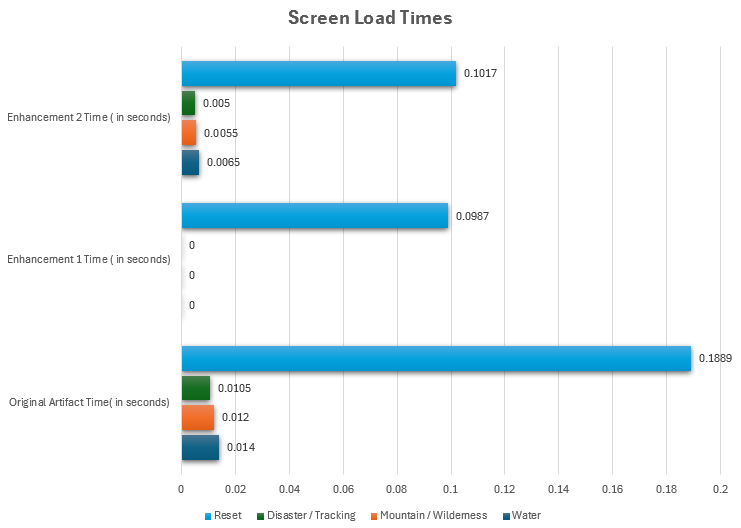 Screen Load Times
0.1017
0.005
Enhancement 2 Time ( in seconds)
0.0055
0.0065
0.0987
0
Enhancement 1 Time ( in seconds)
0
0
0.1889
0.0105
Original Artifact Time( in seconds)
0.012
0.014
0 0.02 0.04 0.06 0.08 0.1 0.12 0.14 0.16 0.18 0.2
Reset Disaster / Tracking Mountain / Wilderness Water